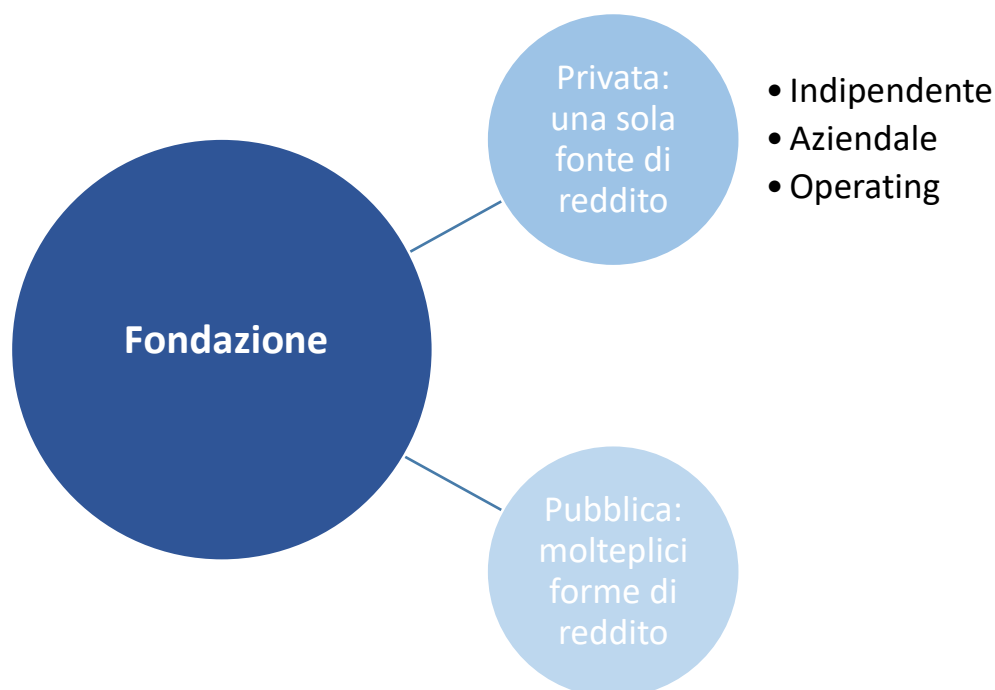 Privata:
una sola
fonte di
reddito
• Indipendente
• Aziendale
• Operating
Fondazione
Pubblica:
molteplici
forme di
reddito